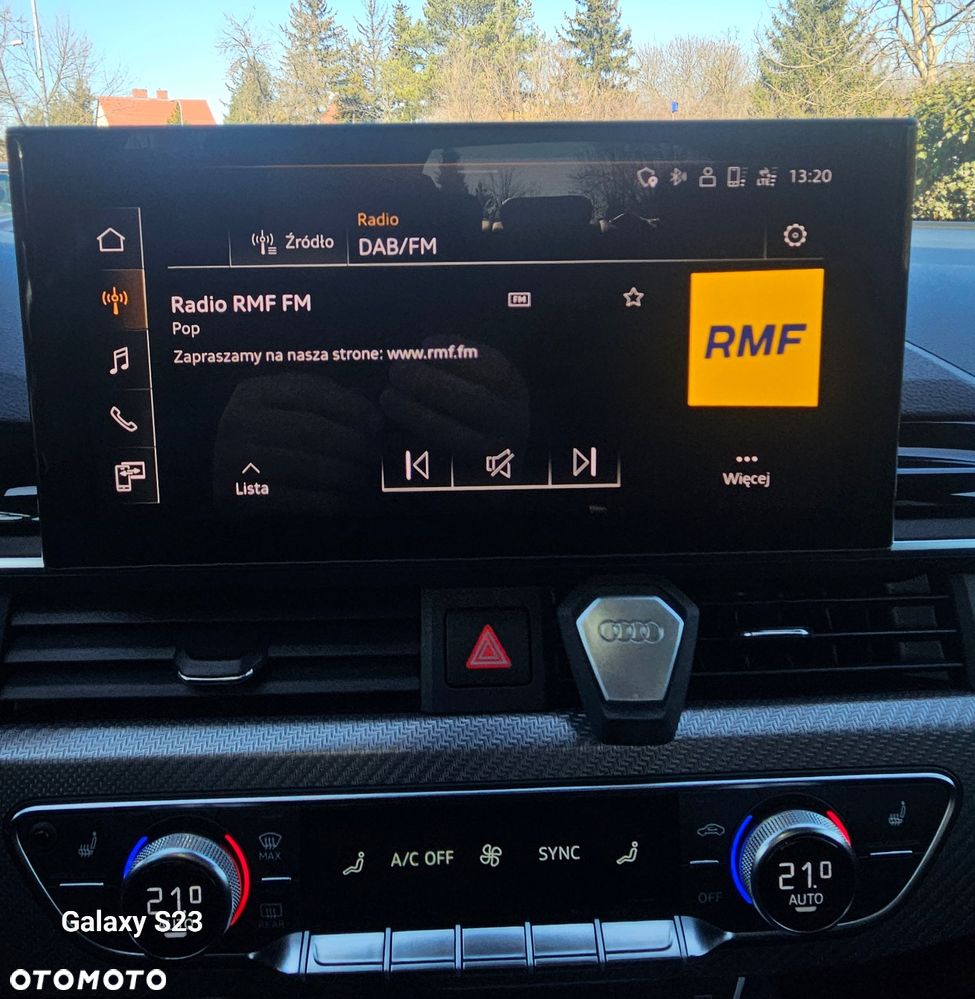 LTE 13:20
Radio
Źródło DAB/FM
Radio RMF FM
FM
Pop
Zapraszamy na nasza strone: www.rmf.fm
RMF
Lista
Więcej
MAX
A/C OFF SYNC
21.0
AUTO
OFF
REAR
21.0
Galaxy S23
OTOMOTO